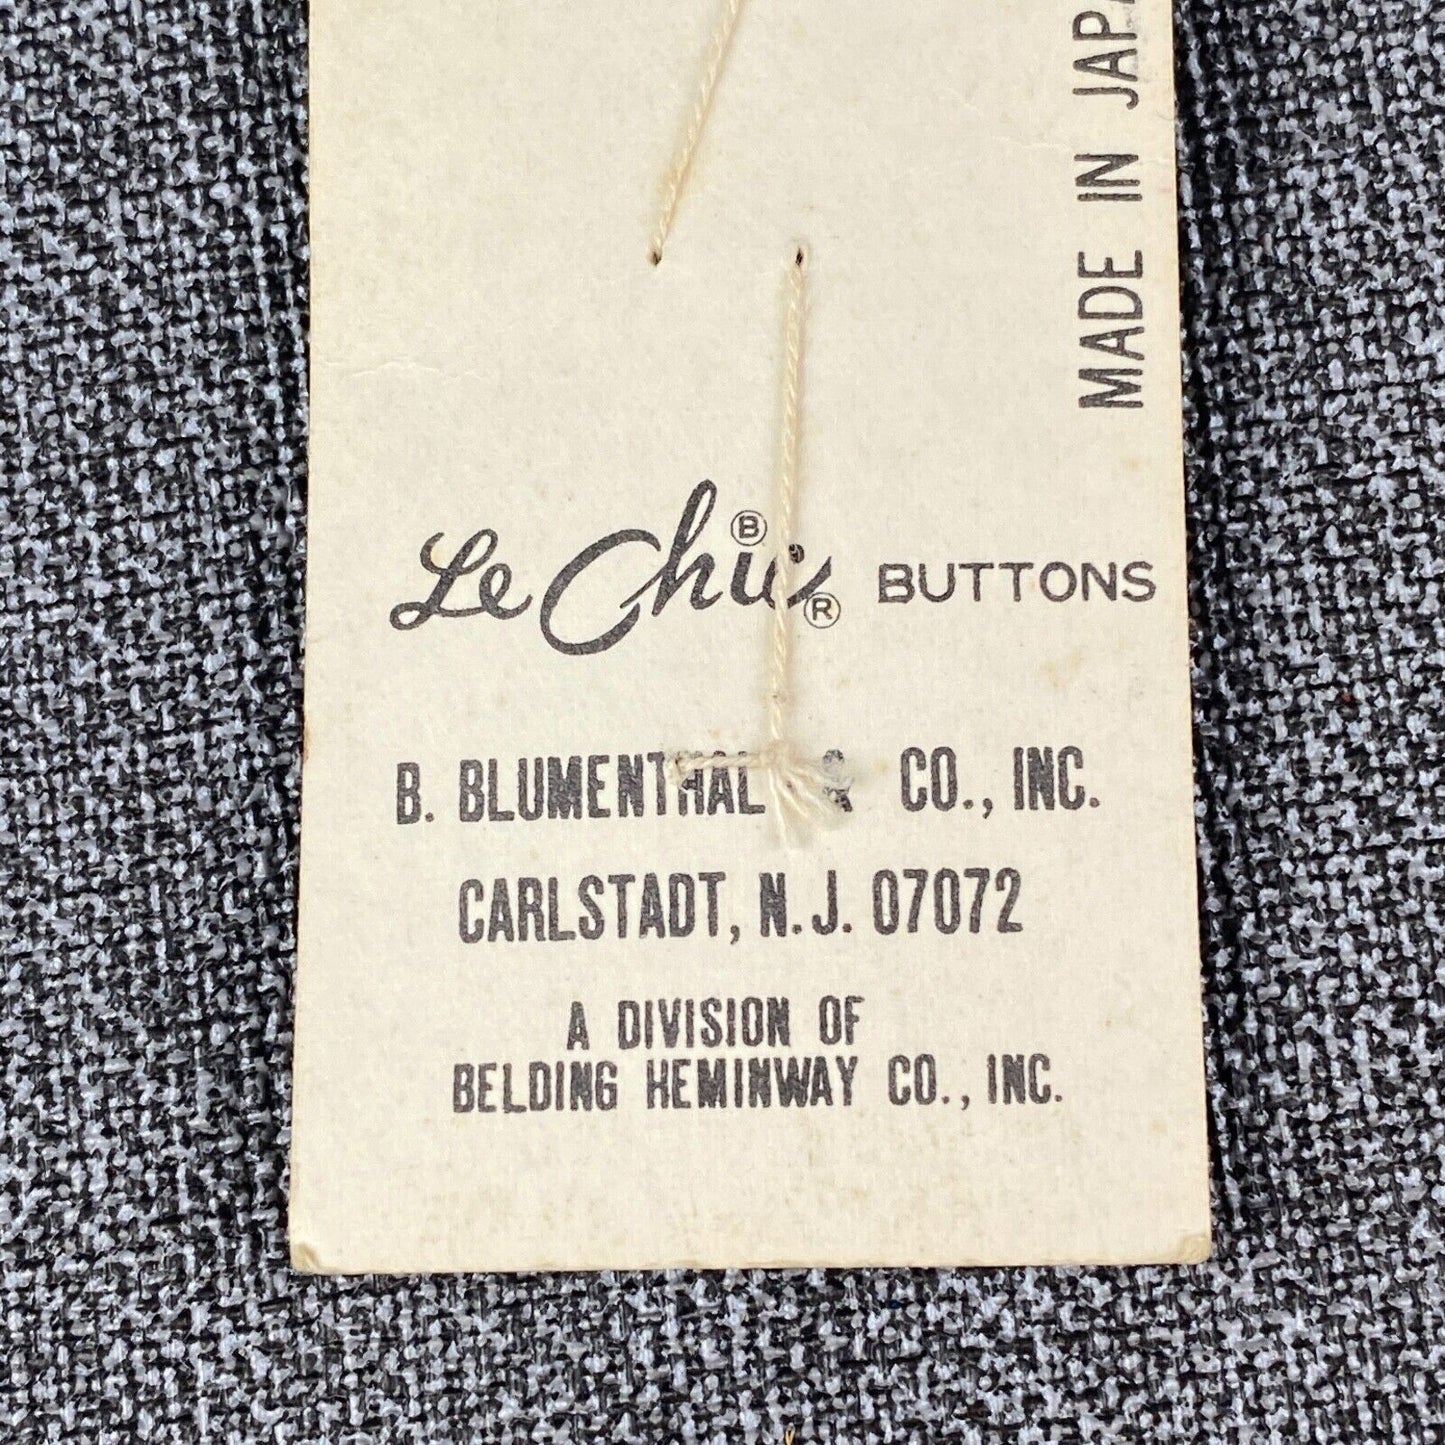 MADE IN JAPA
Le Chic® BUTTONS
B
B. BLUMENTHAL & CO., INC.
CARLSTADT, N.J. 07072
A DIVISION OF
BELDING HEMINWAY CO., INC.